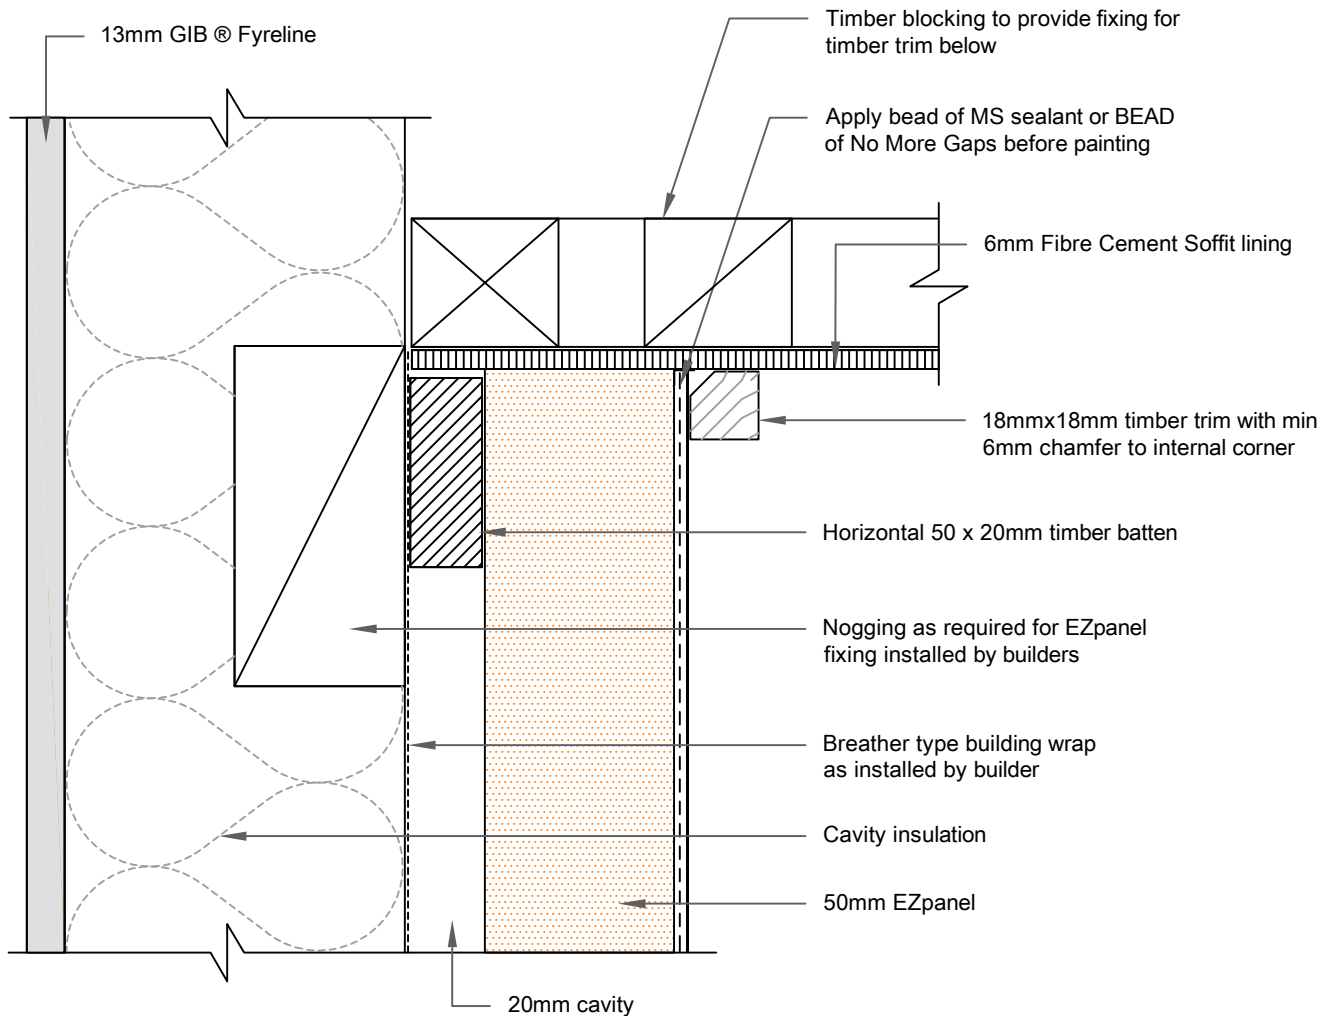 13mm GIB ® Fyreline
Timber blocking to provide fixing for
timber trim below
Apply bead of MS sealant or BEAD
of No More Gaps before painting
6mm Fibre Cement Soffit lining
18mmx18mm timber trim with min
6mm chamfer to internal corner
Horizontal 50 x 20mm timber batten
Nogging as required for EZpanel
fixing installed by builders
Breather type building wrap
as installed by builder
Cavity insulation
50mm EZpanel
20mm cavity